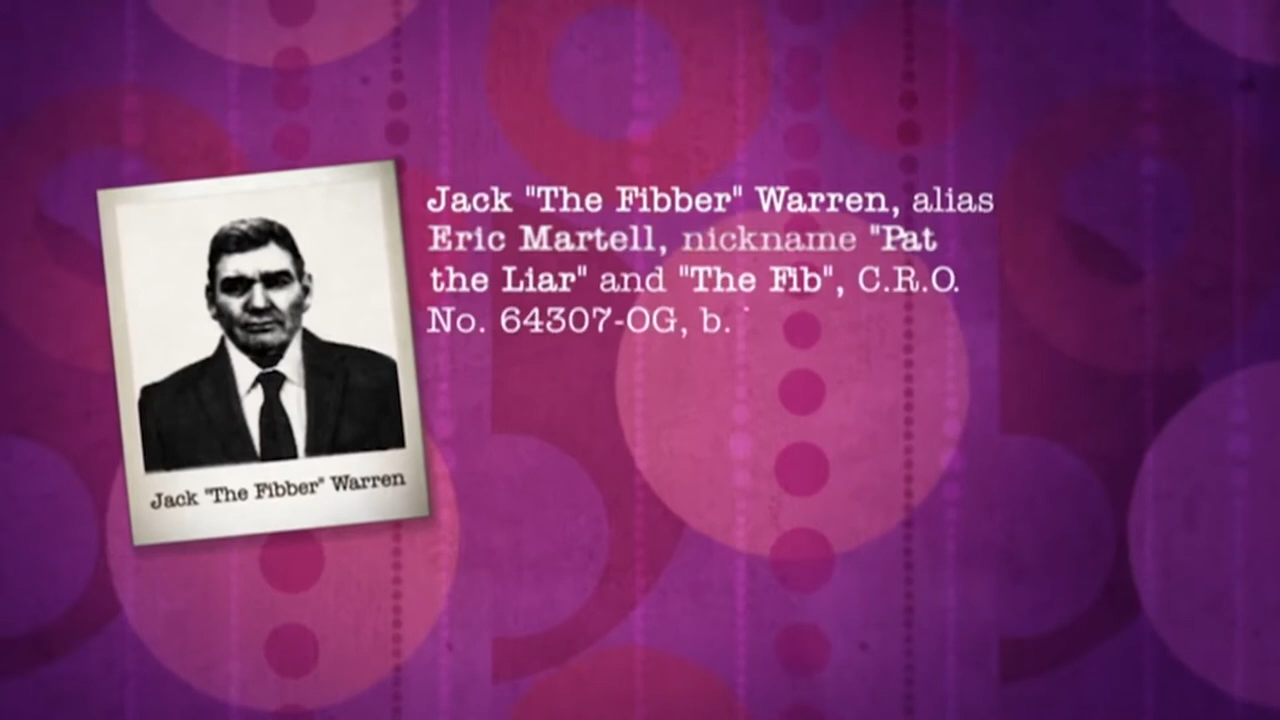 Jack "The Fibber" Warren, alias
Eric Martell, nickname "Pat
the Liar" and "The Fib", C.R.O.
No. 64307-OG, b.
Jack "The Fibber" Warren